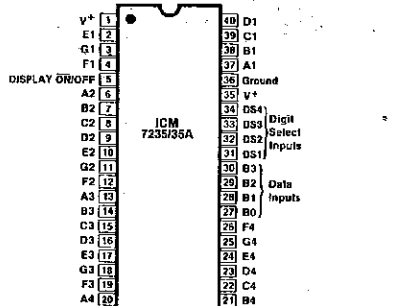 V+ 1
E1 2
G1 3
F1 4
DISPLAY ON/OFF 5
A2 6
B2 7
C2 8
D2 9
E2 10
G2 11
F2 12
A3 13
B3 14
C3 15
D3 16
E3 17
G3 18
F3 19
A4 20
ICM
7235/35A
40 D1
39 C1
38 B1
37 A1
36 Ground
35 V+
34 DS4
33 DS3
32 DS2
31 DS1
Digit
Select
Inputs
30 B3
29 B2
28 B1
27 B0
Data
Inputs
26 F4
25 G4
24 E4
23 D4
22 C4
21 B4